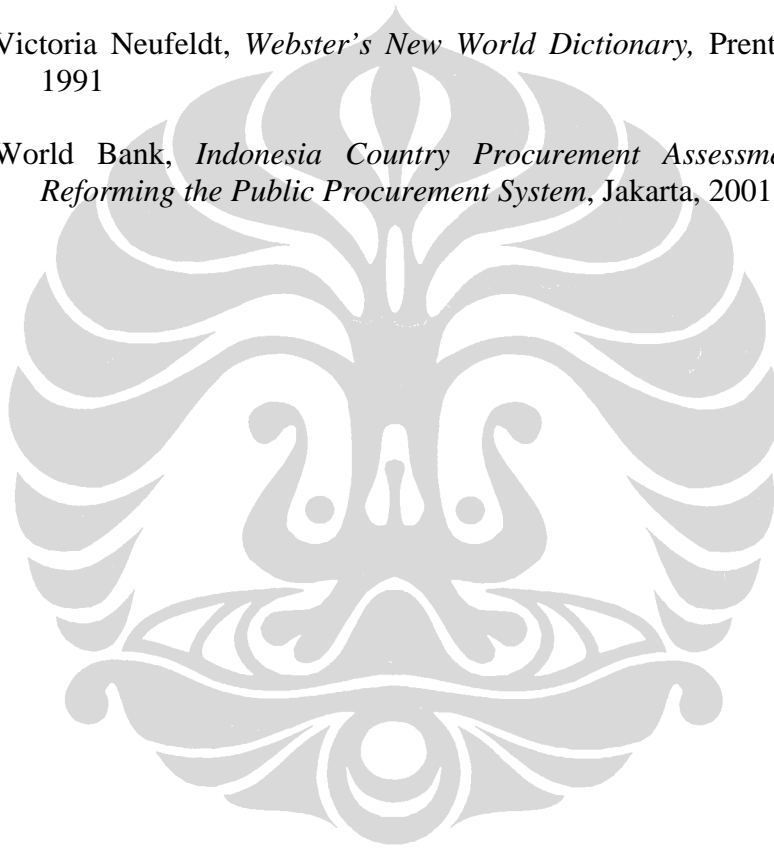 Victoria Neufeldt, Webster’s New World Dictionary, Prent
1991
World Bank, Indonesia Country Procurement Assessm
Reforming the Public Procurement System, Jakarta, 2001